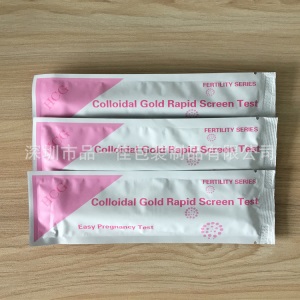 FERTILITY SERIES
Colloidal Gold Rapid Screen Test
FERTILITY SERIES
Colloidal Gold Rapid Screen Test
深圳市品一佳包装制品有限公司
FERTILITY SERIES
Colloidal Gold Rapid Screen Test
Easy Pregnancy Test